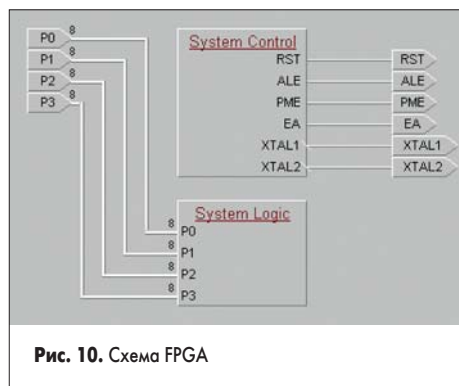 P0 8
P1 8
P2 8
P3 8
System Control
RST RST
ALE ALE
PME PME
EA EA
XTAL1 XTAL1
XTAL2 XTAL2
System Logic
8 P0
8 P1
8 P2
8 P3
Рис. 10. Схема FPGA